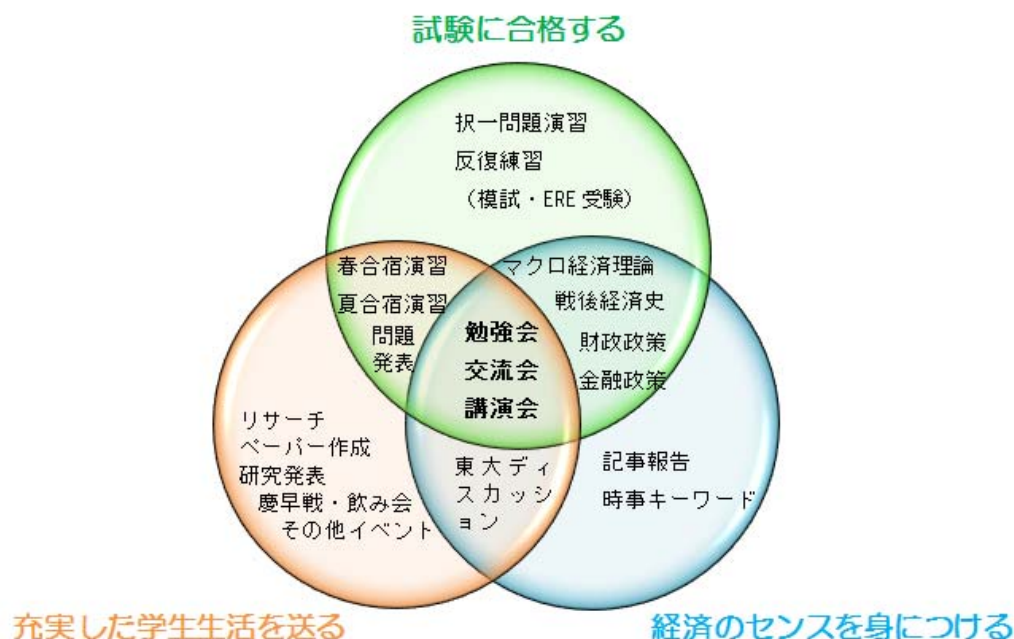 試験に合格する
択一問題演習
反復練習
（模試・ERE 受験）
春合宿演習
夏合宿演習
問題
発表
マクロ経済理論
戦後経済史
財政政策
金融政策
勉強会
交流会
講演会
リサーチ
ペーパー作成
研究発表
慶早戦・飲み会
その他イベント
東大ディ
スカッシ
ョン
記事報告
時事キーワード
充実した学生生活を送る
経済のセンスを身につける